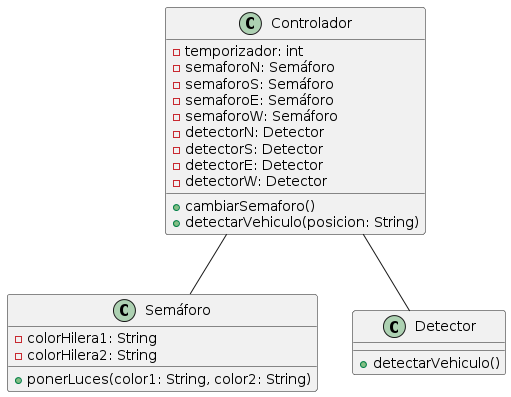 C Controlador
temporizador: int
semaforoN: Semáforo
semaforoS: Semáforo
semaforoE: Semáforo
semaforoW: Semáforo
detectorN: Detector
detectorS: Detector
detectorE: Detector
detectorW: Detector
cambiarSemaforo()
detectarVehiculo(posicion: String)
C Semáforo
colorHilera1: String
colorHilera2: String
ponerLuces(color1: String, color2: String)
C Detector
detectarVehiculo()